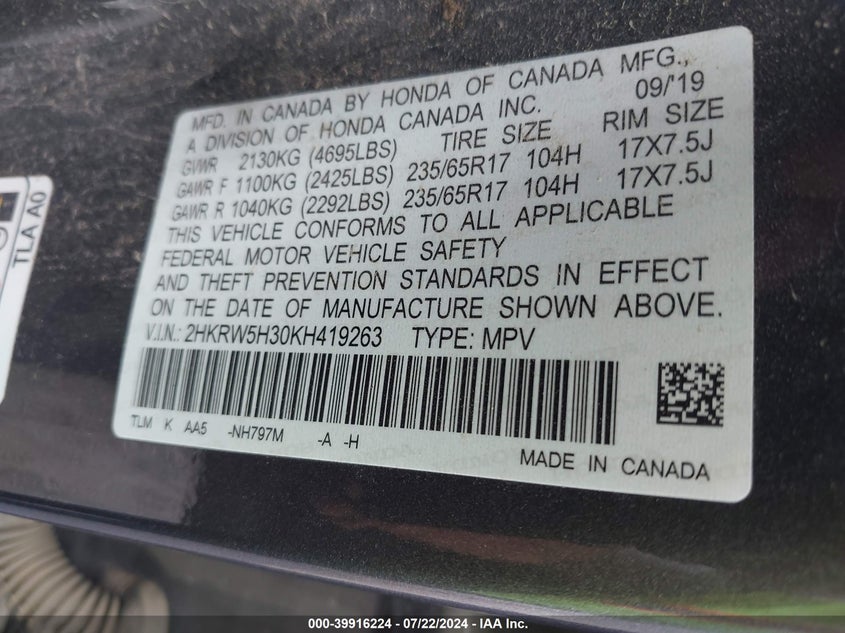 MFD. IN CANADA BY HONDA OF CANADA MFG.,
A DIVISION OF HONDA CANADA INC. 09/'19
GVWR 2130KG (4695LBS) TIRE SIZE RIM SIZE
GAWR F 1100KG (2425LBS) 235/65R17 104H 17X7.5J
GAWR R 1040KG (2292LBS) 235/65R17 104H 17X7.5J
THIS VEHICLE CONFORMS TO ALL APPLICABLE
FEDERAL MOTOR VEHICLE SAFETY
AND THEFT PREVENTION STANDARDS IN EFFECT
ON THE DATE OF MANUFACTURE SHOWN ABOVE.
V.I.N.: 2HKRW5H30KH419263 TYPE: MPV
TLM K AA5 -NH797M -A -H
MADE IN CANADA
TLA A0
000-39916224 - 07/22/2024 - IAA Inc.